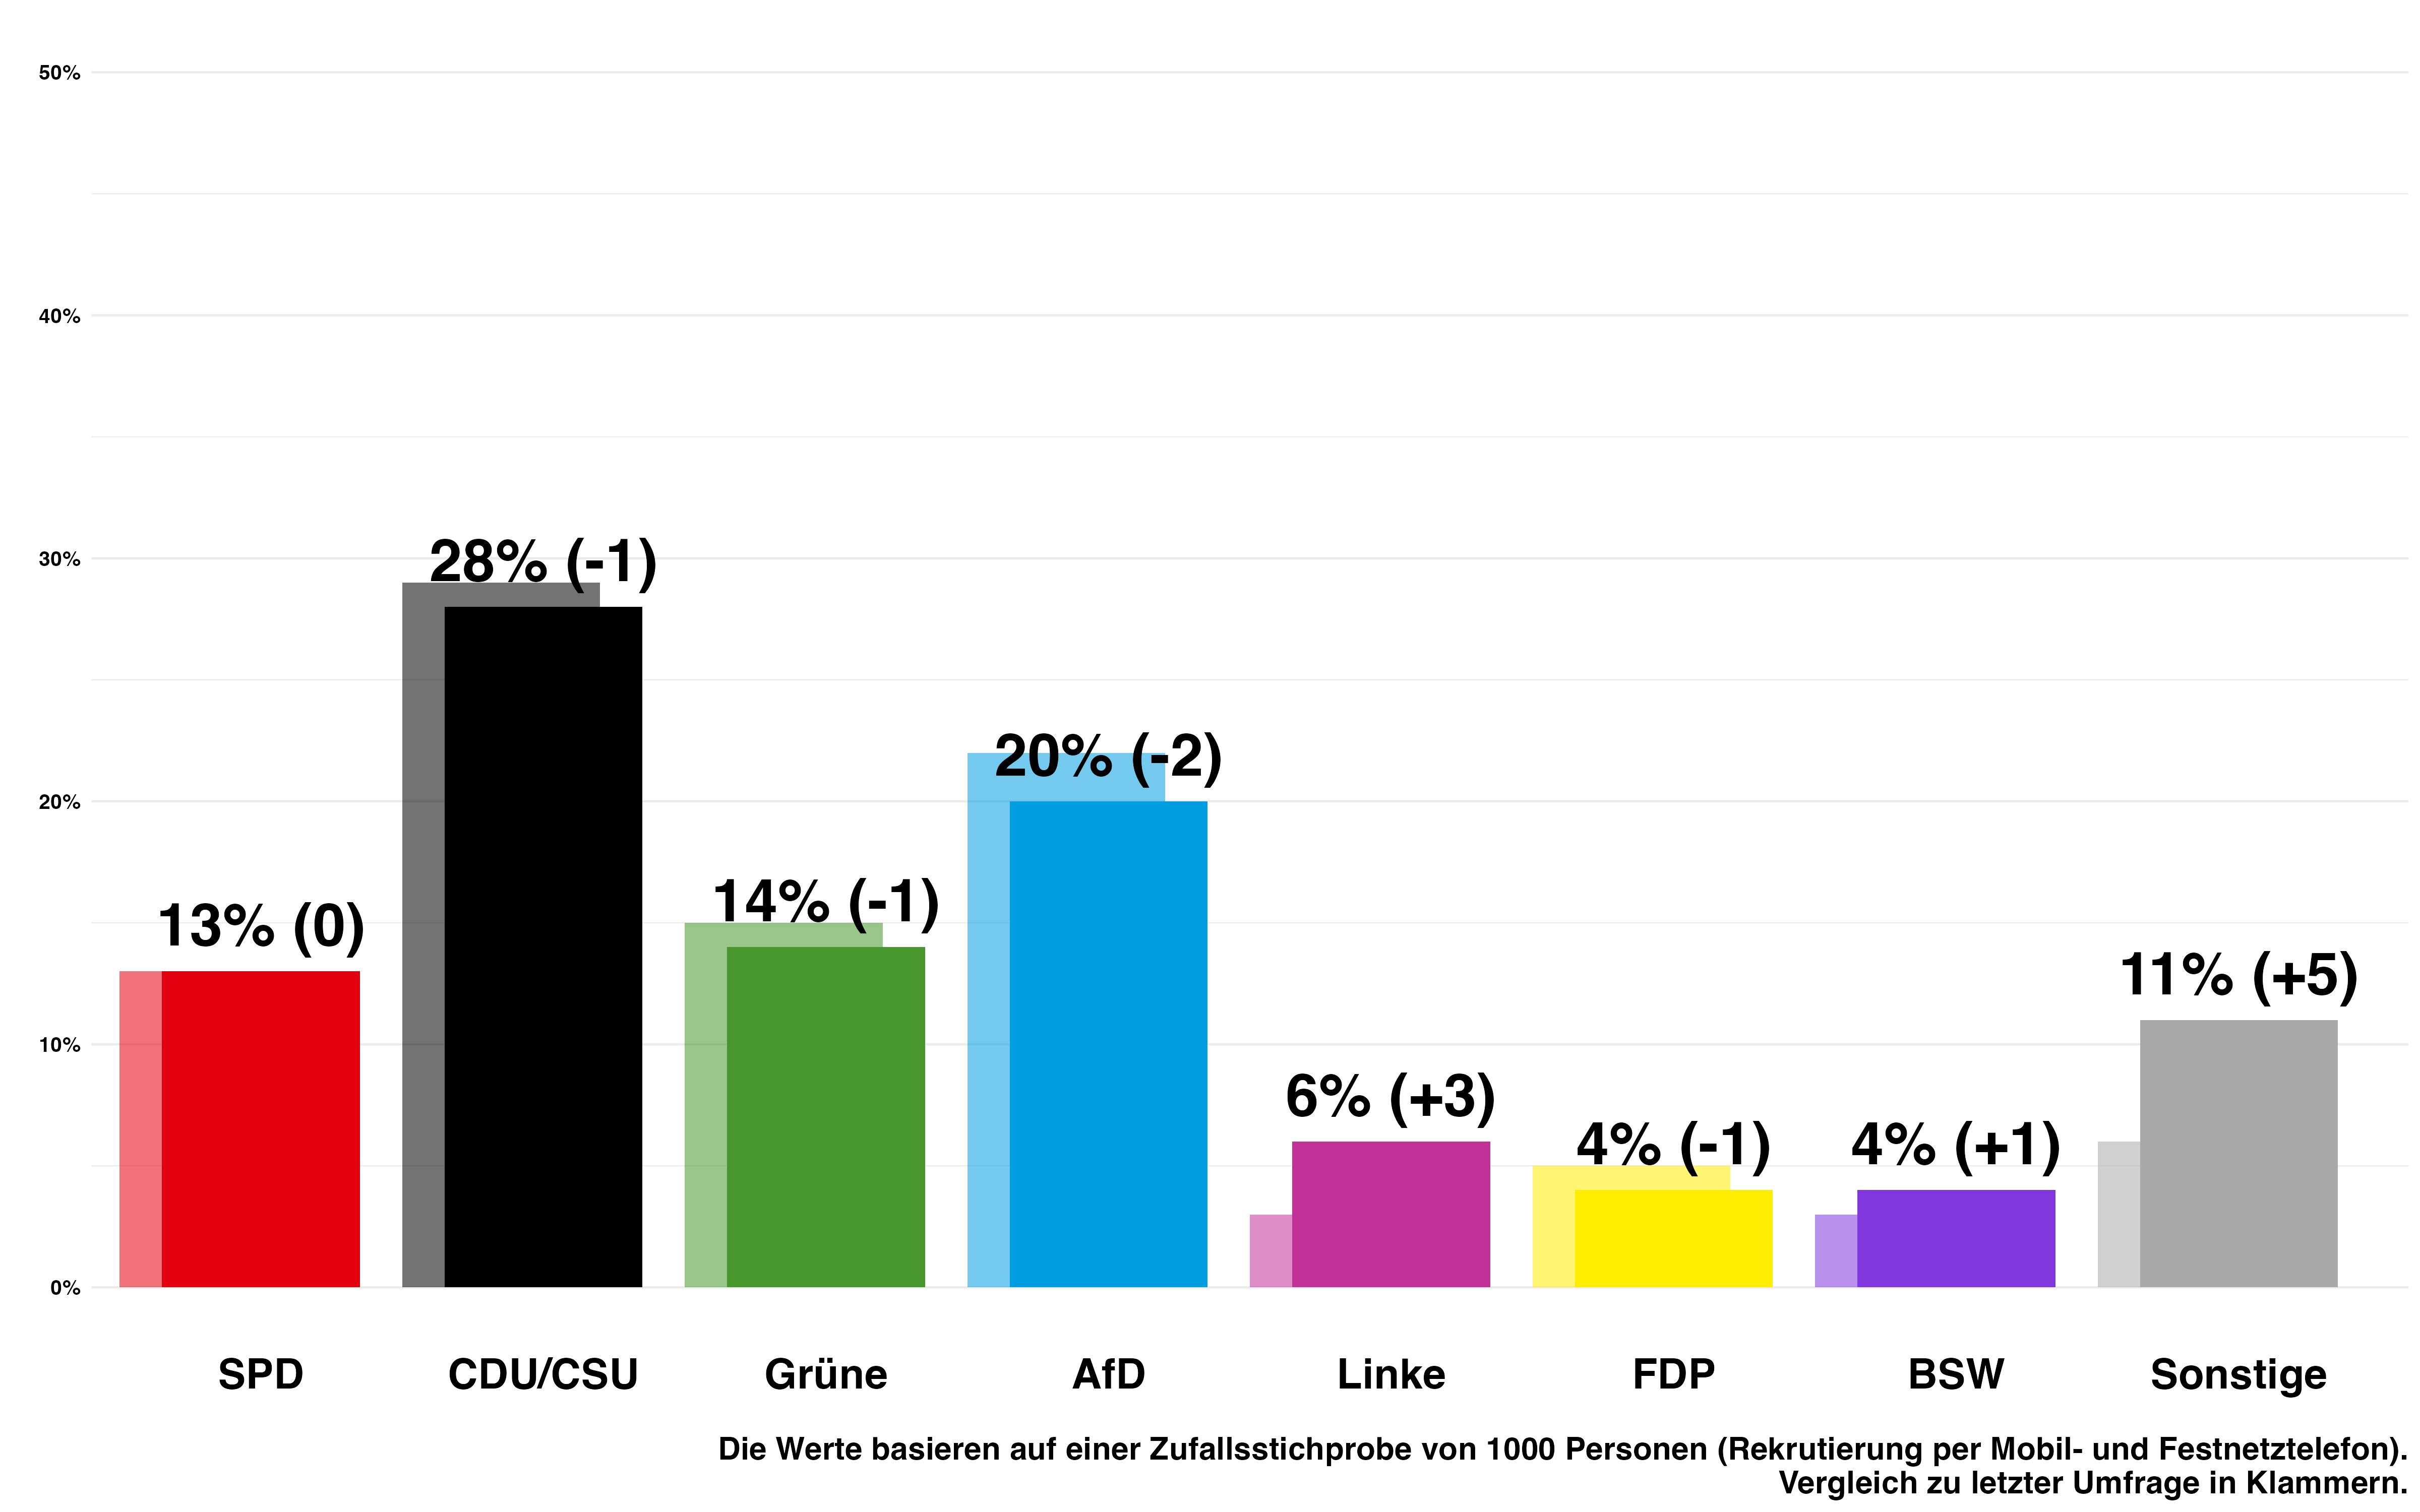 50%
40%
30%
20%
10%
0%
13% (0)
28% (-1)
14% (-1)
20% (-2)
6% (+3)
4% (-1)
4% (+1)
11% (+5)
SPD
CDU/CSU
Grüne
AfD
Linke
FDP
BSW
Sonstige
Die Werte basieren auf einer Zufallsstichprobe von 1000 Personen (Rekrutierung per Mobil- und Festnetztelefon).
Vergleich zu letzter Umfrage in Klammern.